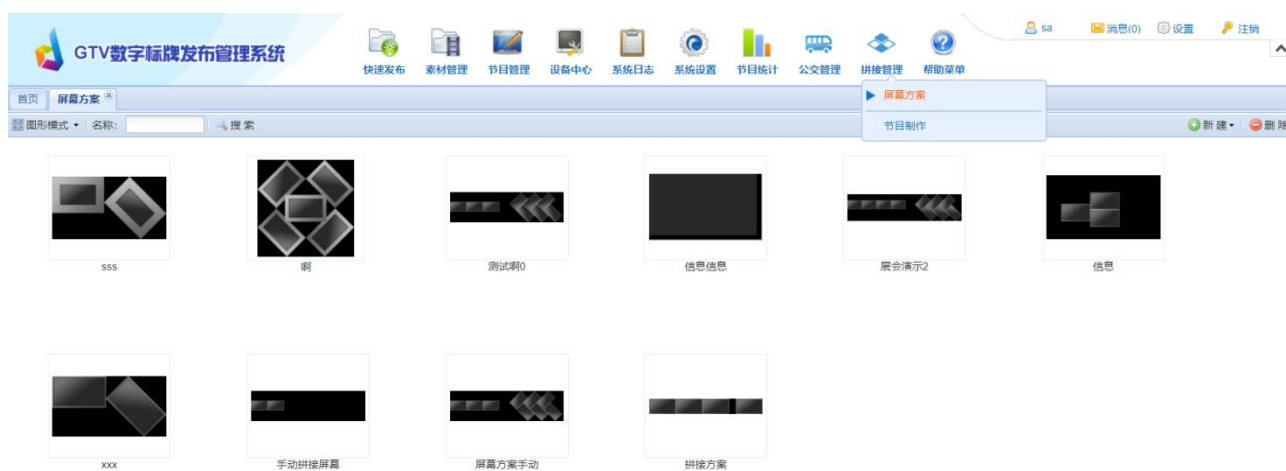 sa 消息(0) 设置 注销
GTV数字标牌发布管理系统
快速发布 素材管理 节目管理 设备中心 系统日志 系统设置 节目统计 公交管理 拼接管理 帮助菜单
首页 屏幕方案
屏幕方案
图形模式 名称: 搜索 新建 删除
节目制作
sss 啊 测试啊0 信息信息 展会演示2 信息
xxx 手动拼接屏幕 屏幕方案手动 拼接方案